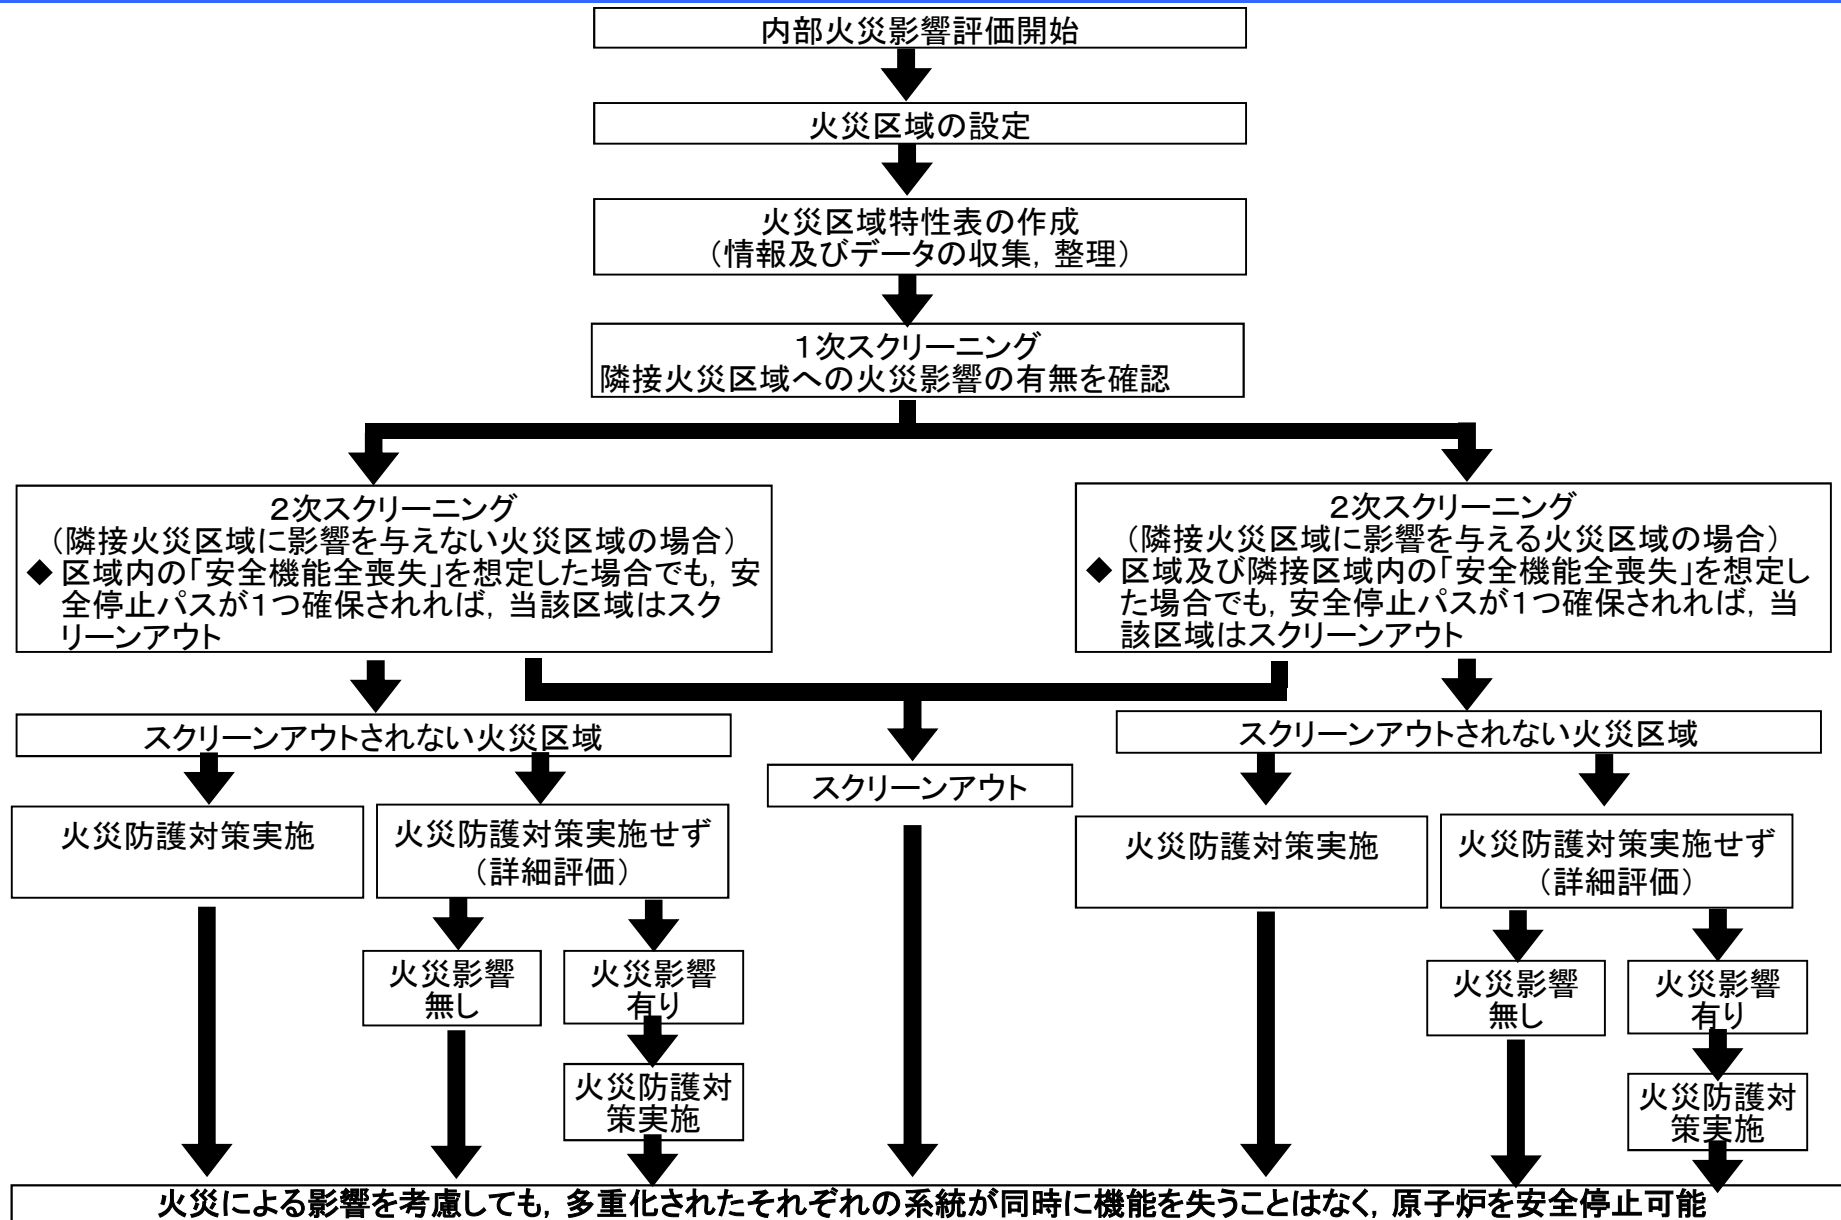 内部火災影響評価開始
火災区域の設定
火災区域特性表の作成
（情報及びデータの収集，整理）
１次スクリーニング
隣接火災区域への火災影響の有無を確認
２次スクリーニング
（隣接火災区域に影響を与えない火災区域の場合）
◆ 区域内の「安全機能全喪失」を想定した場合でも，安
全停止パスが１つ確保されれば，当該区域はスク
リーンアウト
２次スクリーニング
（隣接火災区域に影響を与える火災区域の場合）
◆ 区域及び隣接区域内の「安全機能全喪失」を想定し
た場合でも，安全停止パスが１つ確保されれば，当
該区域はスクリーンアウト
スクリーンアウトされない火災区域
スクリーンアウト
スクリーンアウトされない火災区域
火災防護対策実施
火災防護対策実施せず
（詳細評価）
火災防護対策実施
火災防護対策実施せず
（詳細評価）
火災影響
無し
火災影響
有り
火災影響
無し
火災影響
有り
火災防護対
策実施
火災防護対
策実施
火災による影響を考慮しても，多重化されたそれぞれの系統が同時に機能を失うことはなく，原子炉を安全停止可能